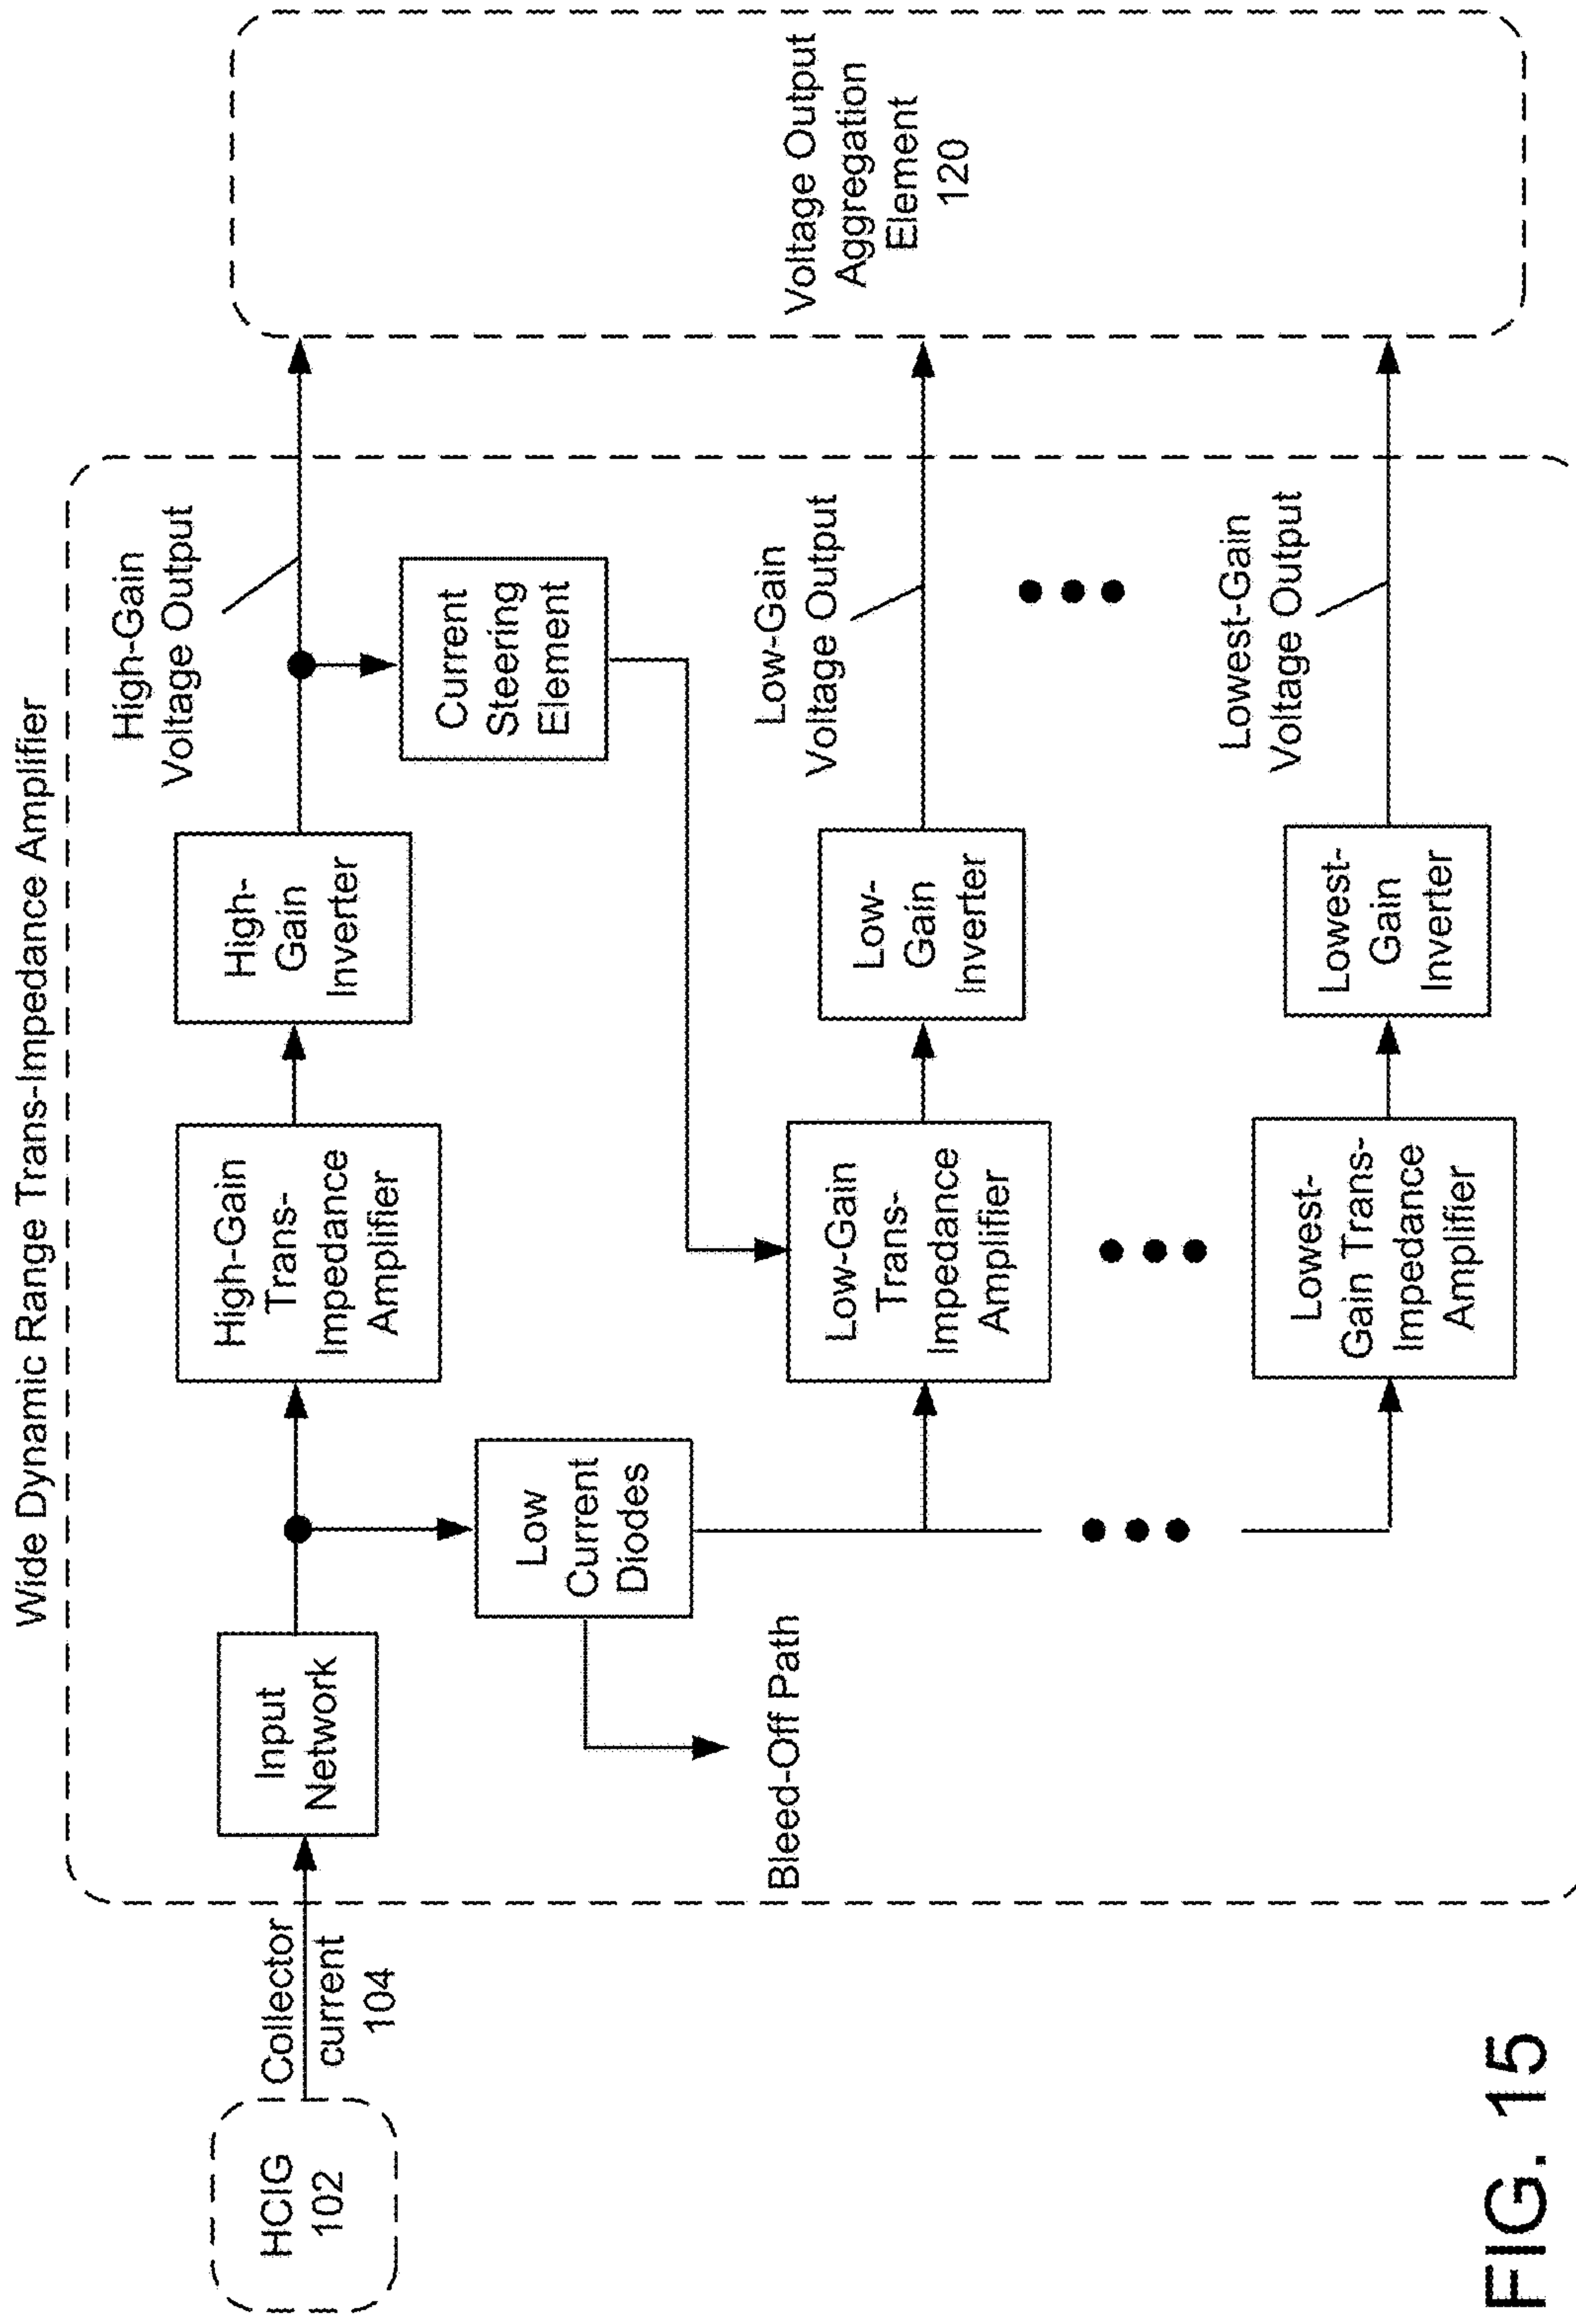 Wide Dynamic Range Trans-Impedance Amplifier
HCIG
102
Collector
current
104
Input
Network
High-Gain
Trans-
Impedance
Amplifier
High-
Gain
Inverter
High-Gain
Voltage Output
Low
Current
Diodes
Bleed-Off Path
Current
Steering
Element
Low-Gain
Trans-
Impedance
Amplifier
Low-
Gain
Inverter
Low-Gain
Voltage Output
Lowest-
Gain Trans-
Impedance
Amplifier
Lowest-
Gain
Inverter
Lowest-Gain
Voltage Output
Voltage Output
Aggregation
Element
120
FIG. 15